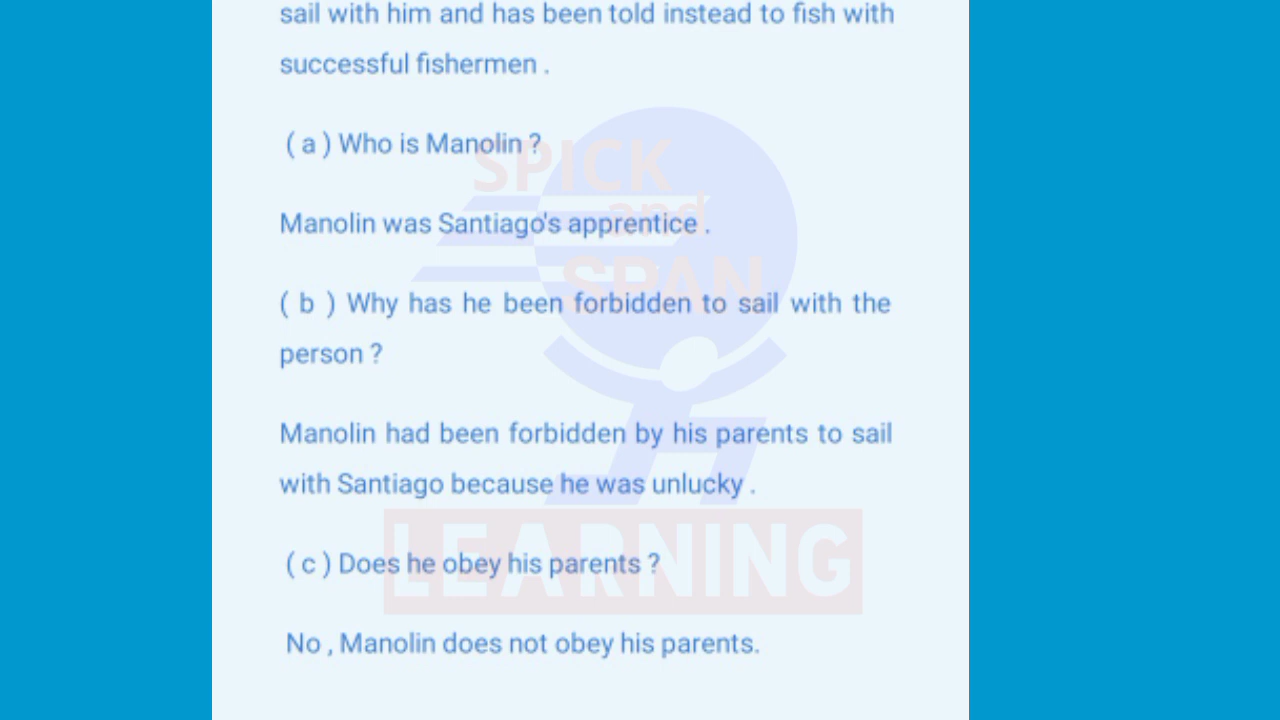 sail with him and has been told instead to fish with
successful fishermen .
( a ) Who is Manolin ?
Manolin was Santiago's apprentice .
( b ) Why has he been forbidden to sail with the
person ?
Manolin had been forbidden by his parents to sail
with Santiago because he was unlucky .
( c ) Does he obey his parents ?
No , Manolin does not obey his parents.
SPICK
and
SPAN
LEARNING